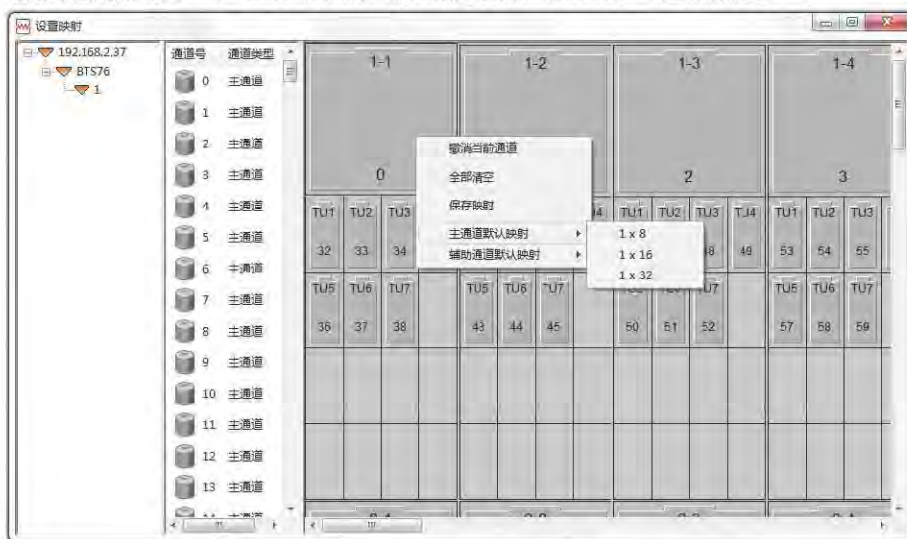 设置映射
192.168.2.37
BTS76
1
通道号 通道类型
0 主通道
1 主通道
2 主通道
3 主通道
4 主通道
5 主通道
6 主通道
7 主通道
8 主通道
9 主通道
10 主通道
11 主通道
12 主通道
13 主通道
1-1 1-2 1-3 1-4
0 2 3
撤消当前通道
全部清空
保存映射
主通道默认映射
辅助通道默认映射
1 x 8
1 x 16
1 x 32
TU1 TU2 TU3 TU1 TU2 TU3 TU4 TU1 TU2 TU3
32 33 34 49 53 54 55
TU5 TU6 TU7 TU5 TU6 TU7 TU7 TU5 TU6 TU7
36 37 38 43 44 45 50 51 52 57 58 59